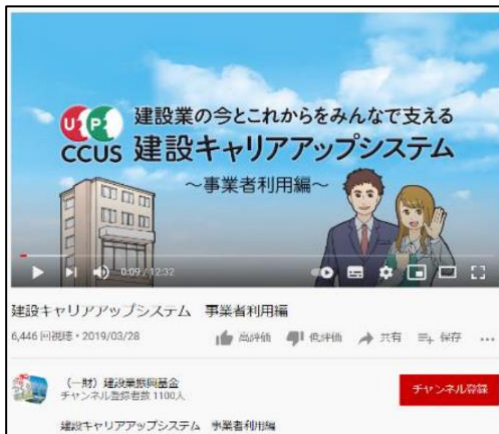 建設業の今とこれからをみんなで支える
UP!
CCUS 建設キャリアアップシステム
～事業者利用編～
0:09 / 12:32
建設キャリアアップシステム 事業者利用編
6,446 回視聴・2019/03/28 高評価 低評価 共有 保存
（一財）建設業振興基金
チャンネル登録者数 1100人
チャンネル登録
建設キャリアアップシステム 事業者利用編